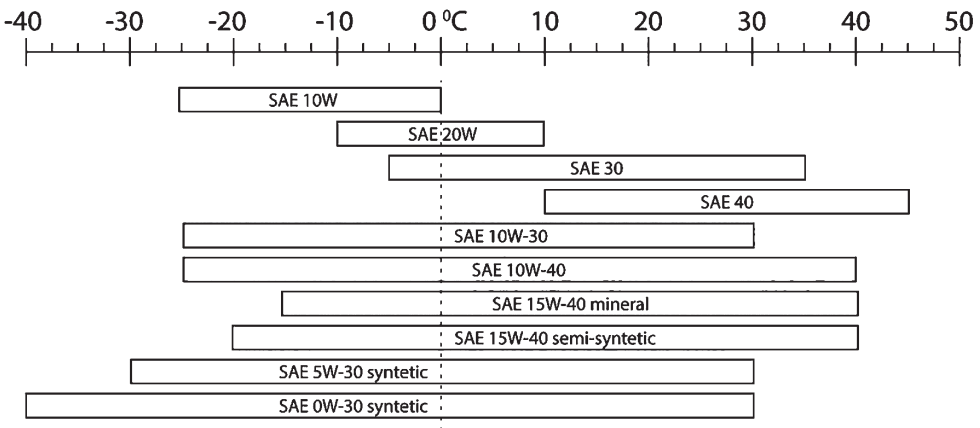 -40 -30 -20 -10 0 ⁰C 10 20 30 40 50
SAE 10W
SAE 20W
SAE 30
SAE 40
SAE 10W-30
SAE 10W-40
SAE 15W-40 mineral
SAE 15W-40 semi-syntetic
SAE 5W-30 syntetic
SAE 0W-30 syntetic